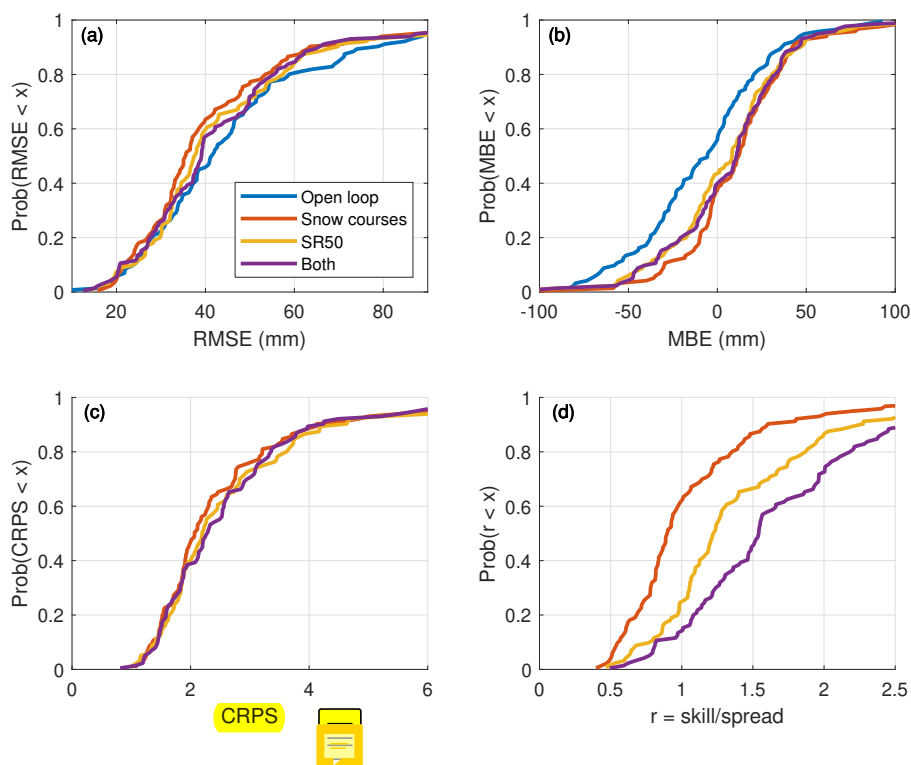 (a)
1
0.8
0.6
0.4
0.2
0
Prob(RMSE < x)
20 40 60 80
RMSE (mm)
Open loop
Snow courses
SR50
Both
(b)
1
0.8
0.6
0.4
0.2
0
Prob(MBE < x)
-100 -50 0 50 100
MBE (mm)
(c)
1
0.8
0.6
0.4
0.2
0
Prob(CRPS < x)
0 2 4 6
CRPS
(d)
1
0.8
0.6
0.4
0.2
0
Prob(r < x)
0 0.5 1 1.5 2 2.5
r = skill/spread